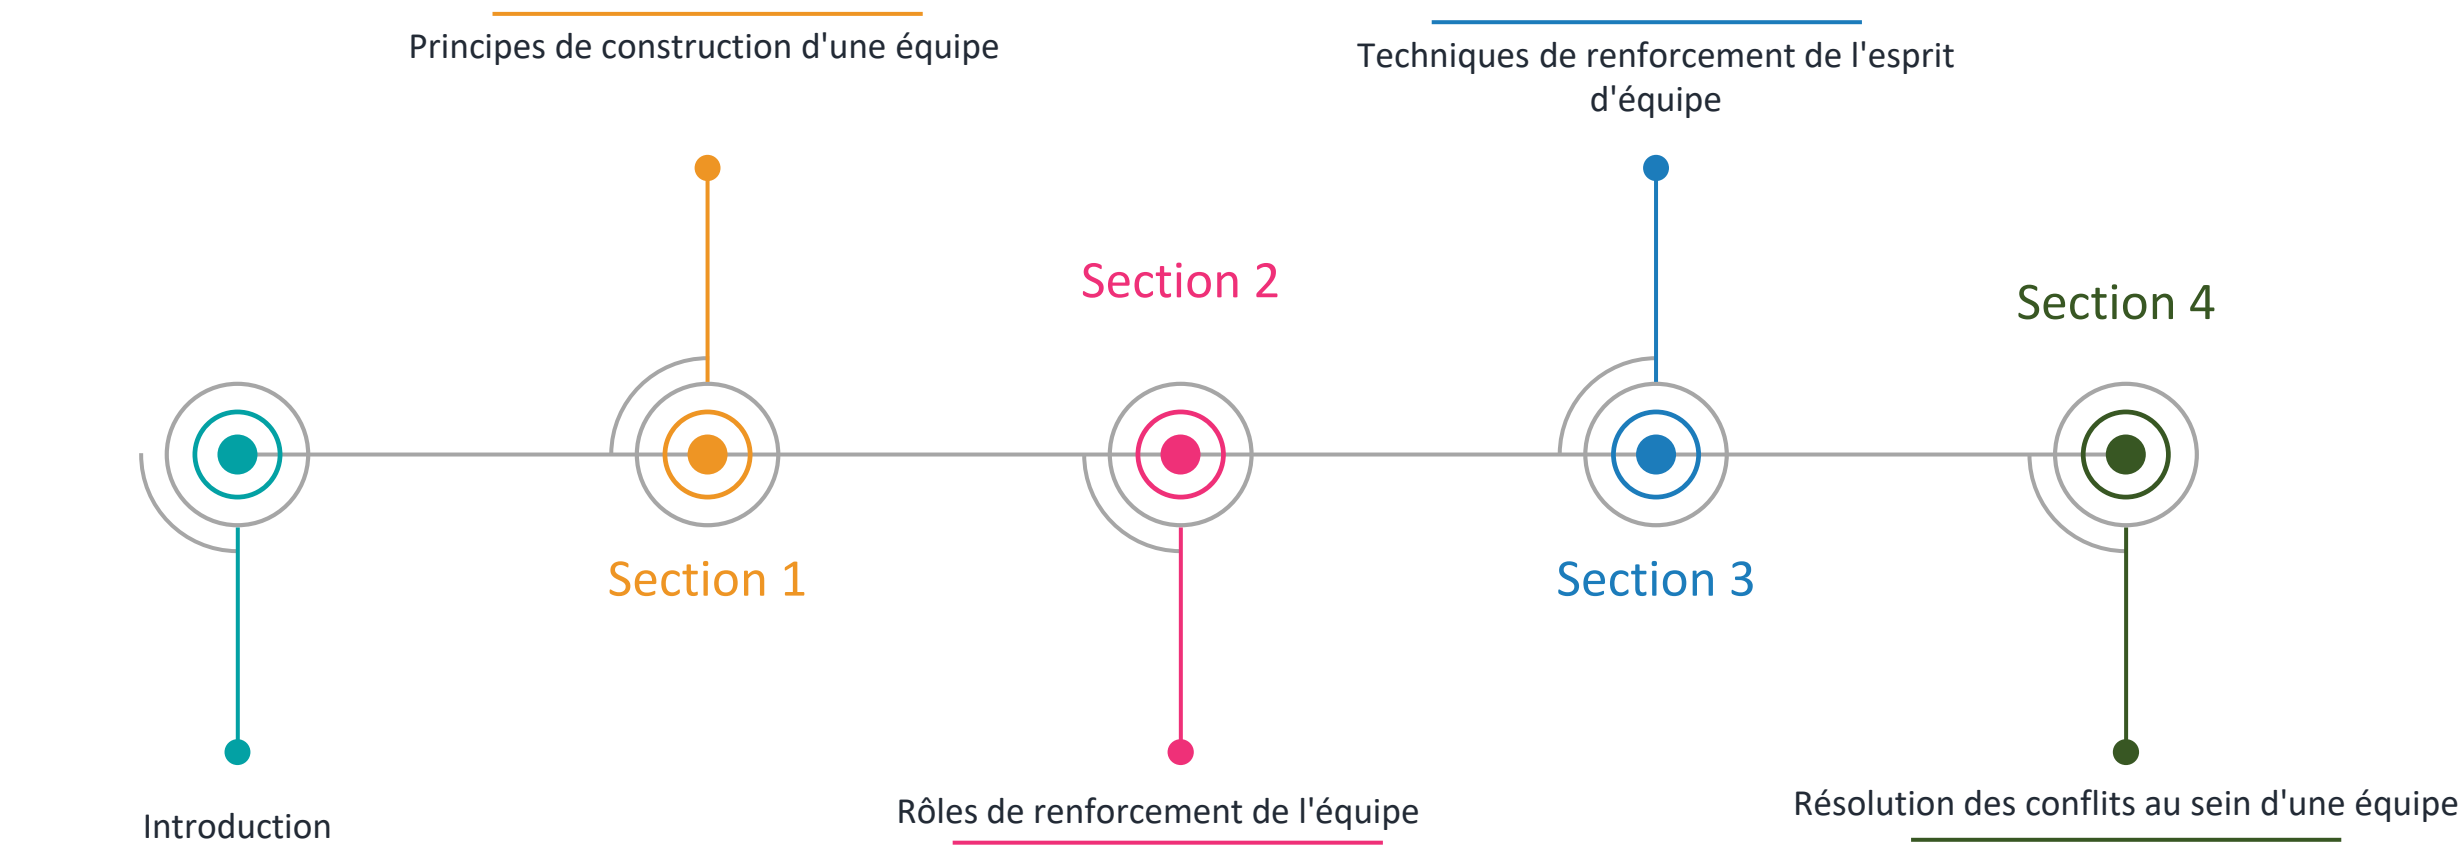 Principes de construction d'une équipe
Techniques de renforcement de l'esprit
d'équipe
Section 2
Section 4
Section 1
Section 3
Introduction
Rôles de renforcement de l'équipe
Résolution des conflits au sein d'une équipe